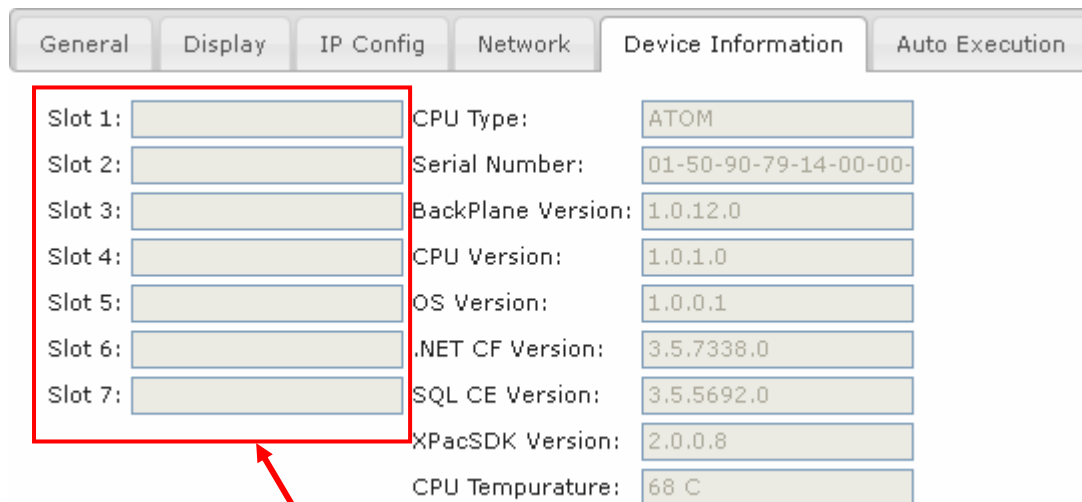 General Display IP Config Network Device Information Auto Execution
Slot 1: CPU Type: ATOM
Slot 2: Serial Number: 01-50-90-79-14-00-00-
Slot 3: BackPlane Version: 1.0.12.0
Slot 4: CPU Version: 1.0.1.0
Slot 5: OS Version: 1.0.0.1
Slot 6: .NET CF Version: 3.5.7338.0
Slot 7: SQL CE Version: 3.5.5692.0
XPacSDK Version: 2.0.0.8
CPU Tempurature: 68 C